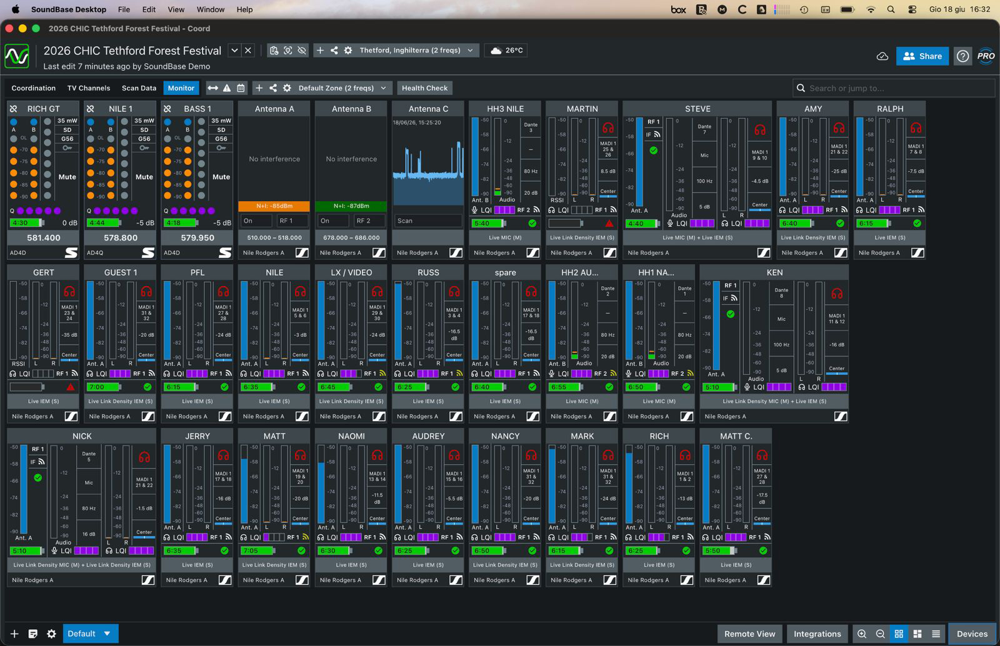 SoundBase Desktop File Edit View Window Help box Gio 18 giu 16:32
2026 CHIC Tethford Forest Festival - Coord
2026 CHIC Tethford Forest Festival
Last edit 7 minutes ago by SoundBase Demo
Thetford, Inghilterra (2 freqs) 26°C Share PRO
Coordination TV Channels Scan Data Monitor Default Zone (2 freqs) Health Check Search or jump to...
RICH GT
35 mW
SD
G56
A B
OL
-70
-75
-80
-85
-90
Mute
Q
4:30 0 dB
581.400
AD4D
NILE 1
35 mW
SD
G56
A B
OL
-70
-75
-80
-85
-90
Mute
Q
4:44 -5 dB
578.800
AD4Q
BASS 1
35 mW
SD
G56
A B
OL
-70
-75
-80
-85
-90
Mute
Q
4:18 -5 dB
579.950
AD4D
Antenna A
No interference
N+I: -85dBm
On RF 1
510.000 – 518.000
Nile Rodgers A
Antenna B
No interference
N+I: -87dBm
On RF 2
678.000 – 686.000
Nile Rodgers A
Antenna C
18/06/26, 15:25:20
Scan
Nile Rodgers A
HH3 NILE
Dante 3
–
80 Hz
20 dB
Ant. B Audio
LQI RF 2
5:40
Live MIC (M)
Nile Rodgers A
MARTIN
MADI 1 25 & 26
8.5 dB
Center
RSSI L R
LQI RF 1
Live Link Density IEM (S)
Nile Rodgers A
STEVE
RF 1
IF
Dante 7
Mic
100 Hz
5 dB
MADI 1 9 & 10
-4.5 dB
Center
Ant. A Audio L R
4:40 LQI LQI
Live MIC (M) + Live IEM (S)
Nile Rodgers A
AMY
MADI 1 21 & 22
-25 dB
Center
Ant. A L R
LQI RF 1
6:40
Live Link Density IEM (S)
Nile Rodgers A
RALPH
MADI 1 7 & 8
-7.5 dB
Center
Ant. A L R
LQI RF 1
6:15
Live IEM (S)
Nile Rodgers A
GERT
MADI 1 23 & 24
-35 dB
Center
RSSI L R
LQI RF 1
Live IEM (S)
Nile Rodgers A
GUEST 1
MADI 1 31 & 32
-20 dB
Center
Ant. A L R
LQI RF 1
7:00
Live Link Density IEM (S)
Nile Rodgers A
PFL
MADI 1 27 & 28
-24 dB
Center
Ant. A L R
LQI RF 1
6:15
Live IEM (S)
Nile Rodgers A
NILE
MADI 1 5 & 6
-3 dB
Center
Ant. A L R
LQI RF 1
6:35
Live IEM (S)
Nile Rodgers A
LX / VIDEO
MADI 1 29 & 30
-24 dB
Center
Ant. A L R
LQI RF 1
6:45
Live Link Density IEM (S)
Nile Rodgers A
RUSS
MADI 1 3 & 4
-16.5 dB
Center
Ant. A L R
LQI RF 1
6:25
Live IEM (S)
Nile Rodgers A
spare
MADI 1 17 & 18
-16.5 dB
Center
Ant. A L R
LQI RF 1
6:40
Live IEM (S)
Nile Rodgers A
HH2 AU...
Dante 2
–
80 Hz
20 dB
Ant. B Audio
LQI RF 2
6:55
Live MIC (M)
Nile Rodgers A
HH1 NA...
Dante 1
–
80 Hz
20 dB
Ant. B Audio
LQI RF 2
6:50
Live MIC (M)
Nile Rodgers A
KEN
RF 1
IF
Dante 8
Mic
100 Hz
5 dB
MADI 1 11 & 12
-16 dB
Center
Ant. A Audio L R
5:10 LQI LQI
Live Link Density MIC (M) + Live IEM (S)
Nile Rodgers A
NICK
RF 1
IF
Dante 5
Mic
80 Hz
16 dB
MADI 1 21 & 22
-1.5 dB
Center
Ant. A Audio L R
5:10 LQI LQI
Live Link Density MIC (M) + Live Link Density IEM (S)
Nile Rodgers A
JERRY
MADI 1 17 & 18
-16 dB
Center
Ant. A L R
LQI RF 1
6:35
Live IEM (S)
Nile Rodgers A
MATT
MADI 1 19 & 20
-20 dB
Center
Ant. A L R
LQI RF 1
7:05
Live Link Density IEM (S)
Nile Rodgers A
NAOMI
MADI 1 13 & 14
-11.5 dB
Center
Ant. A L R
LQI RF 1
6:30
Live IEM (S)
Nile Rodgers A
AUDREY
MADI 1 15 & 16
-5.5 dB
Center
Ant. A L R
LQI RF 1
6:25
Live IEM (S)
Nile Rodgers A
NANCY
MADI 1 31 & 32
-20 dB
Center
Ant. A L R
LQI RF 1
6:50
Live Link Density IEM (S)
Nile Rodgers A
MARK
MADI 1 31 & 32
-24 dB
Center
Ant. A L R
LQI RF 1
6:15
Live Link Density IEM (S)
Nile Rodgers A
RICH
MADI 1 1 & 2
-13 dB
Center
Ant. A L R
LQI RF 1
6:25
Live IEM (S)
Nile Rodgers A
MATT C.
MADI 1 27 & 28
-17.5 dB
Center
Ant. A L R
LQI RF 1
5:50
Live IEM (S)
Nile Rodgers A
Default Remote View Integrations Devices